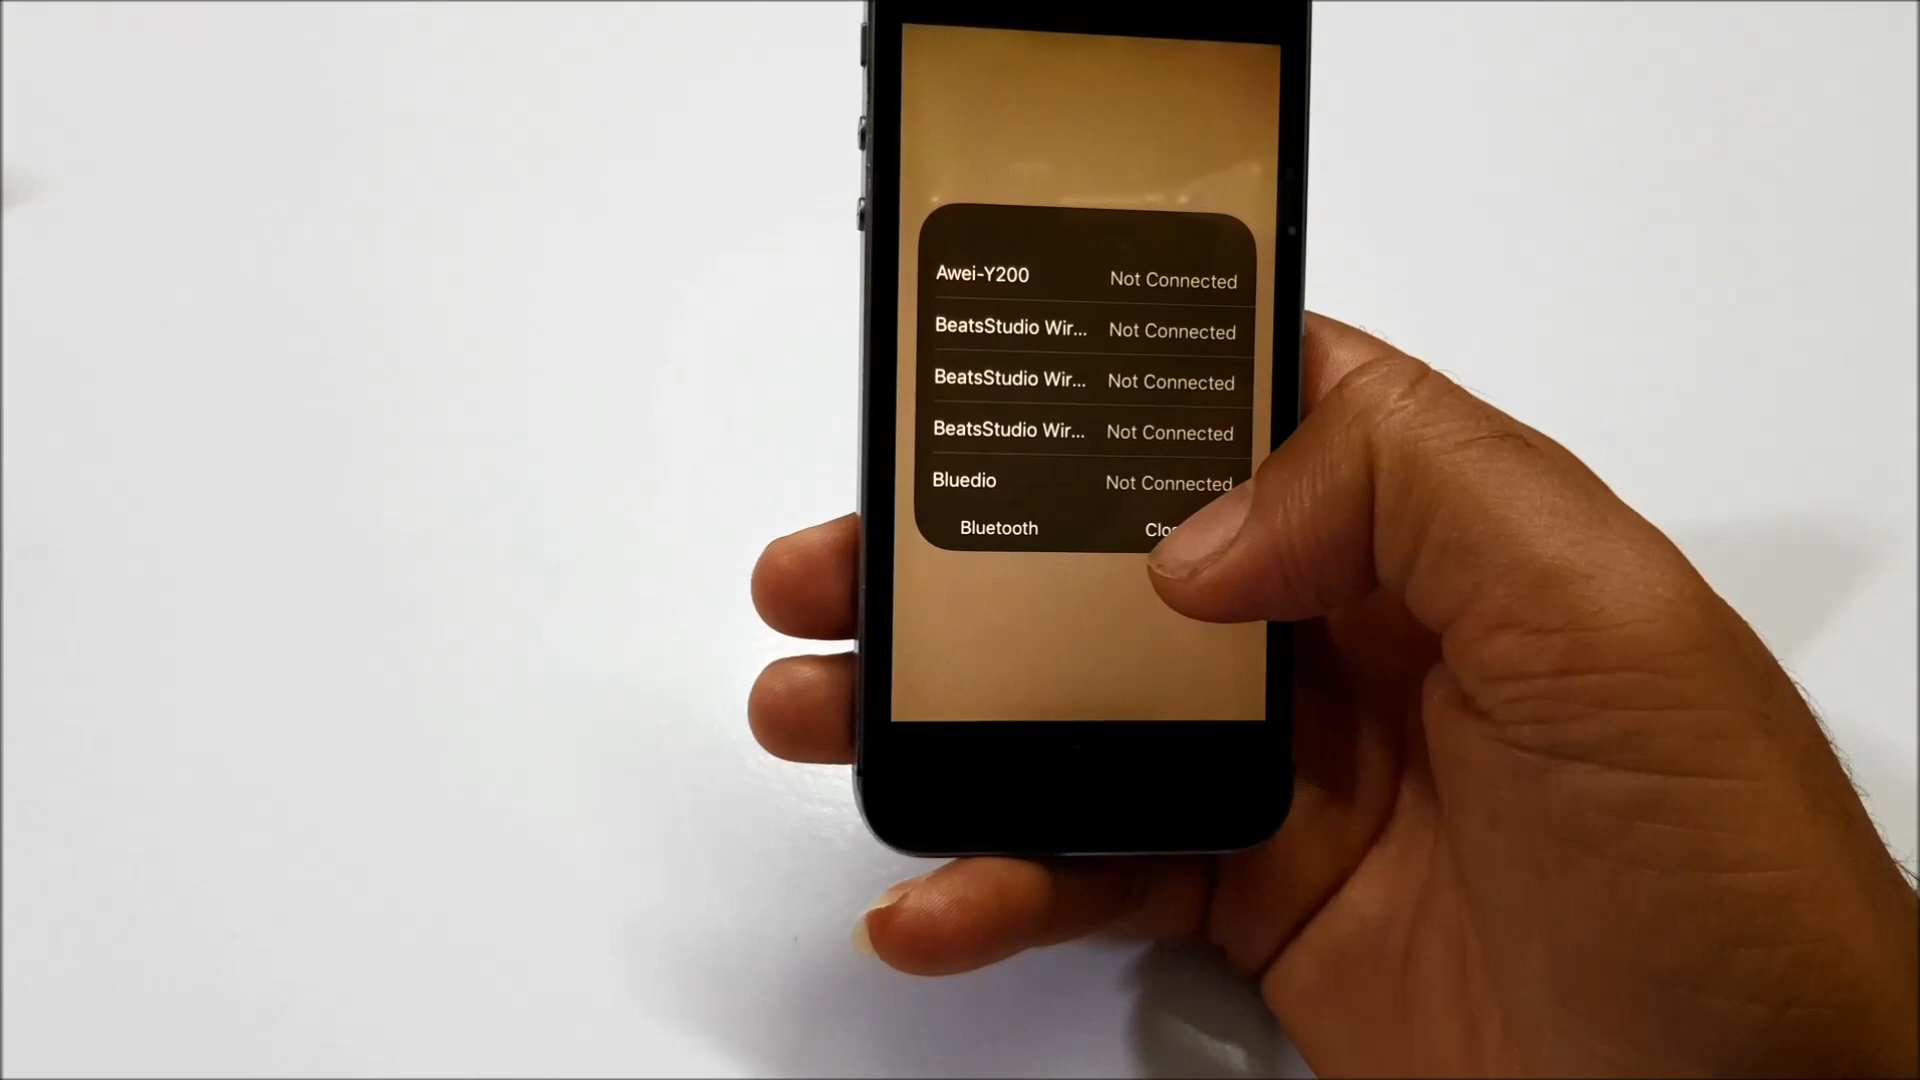 Awei-Y200 Not Connected
BeatsStudio Wir... Not Connected
BeatsStudio Wir... Not Connected
BeatsStudio Wir... Not Connected
Bluedio Not Connected
Bluetooth